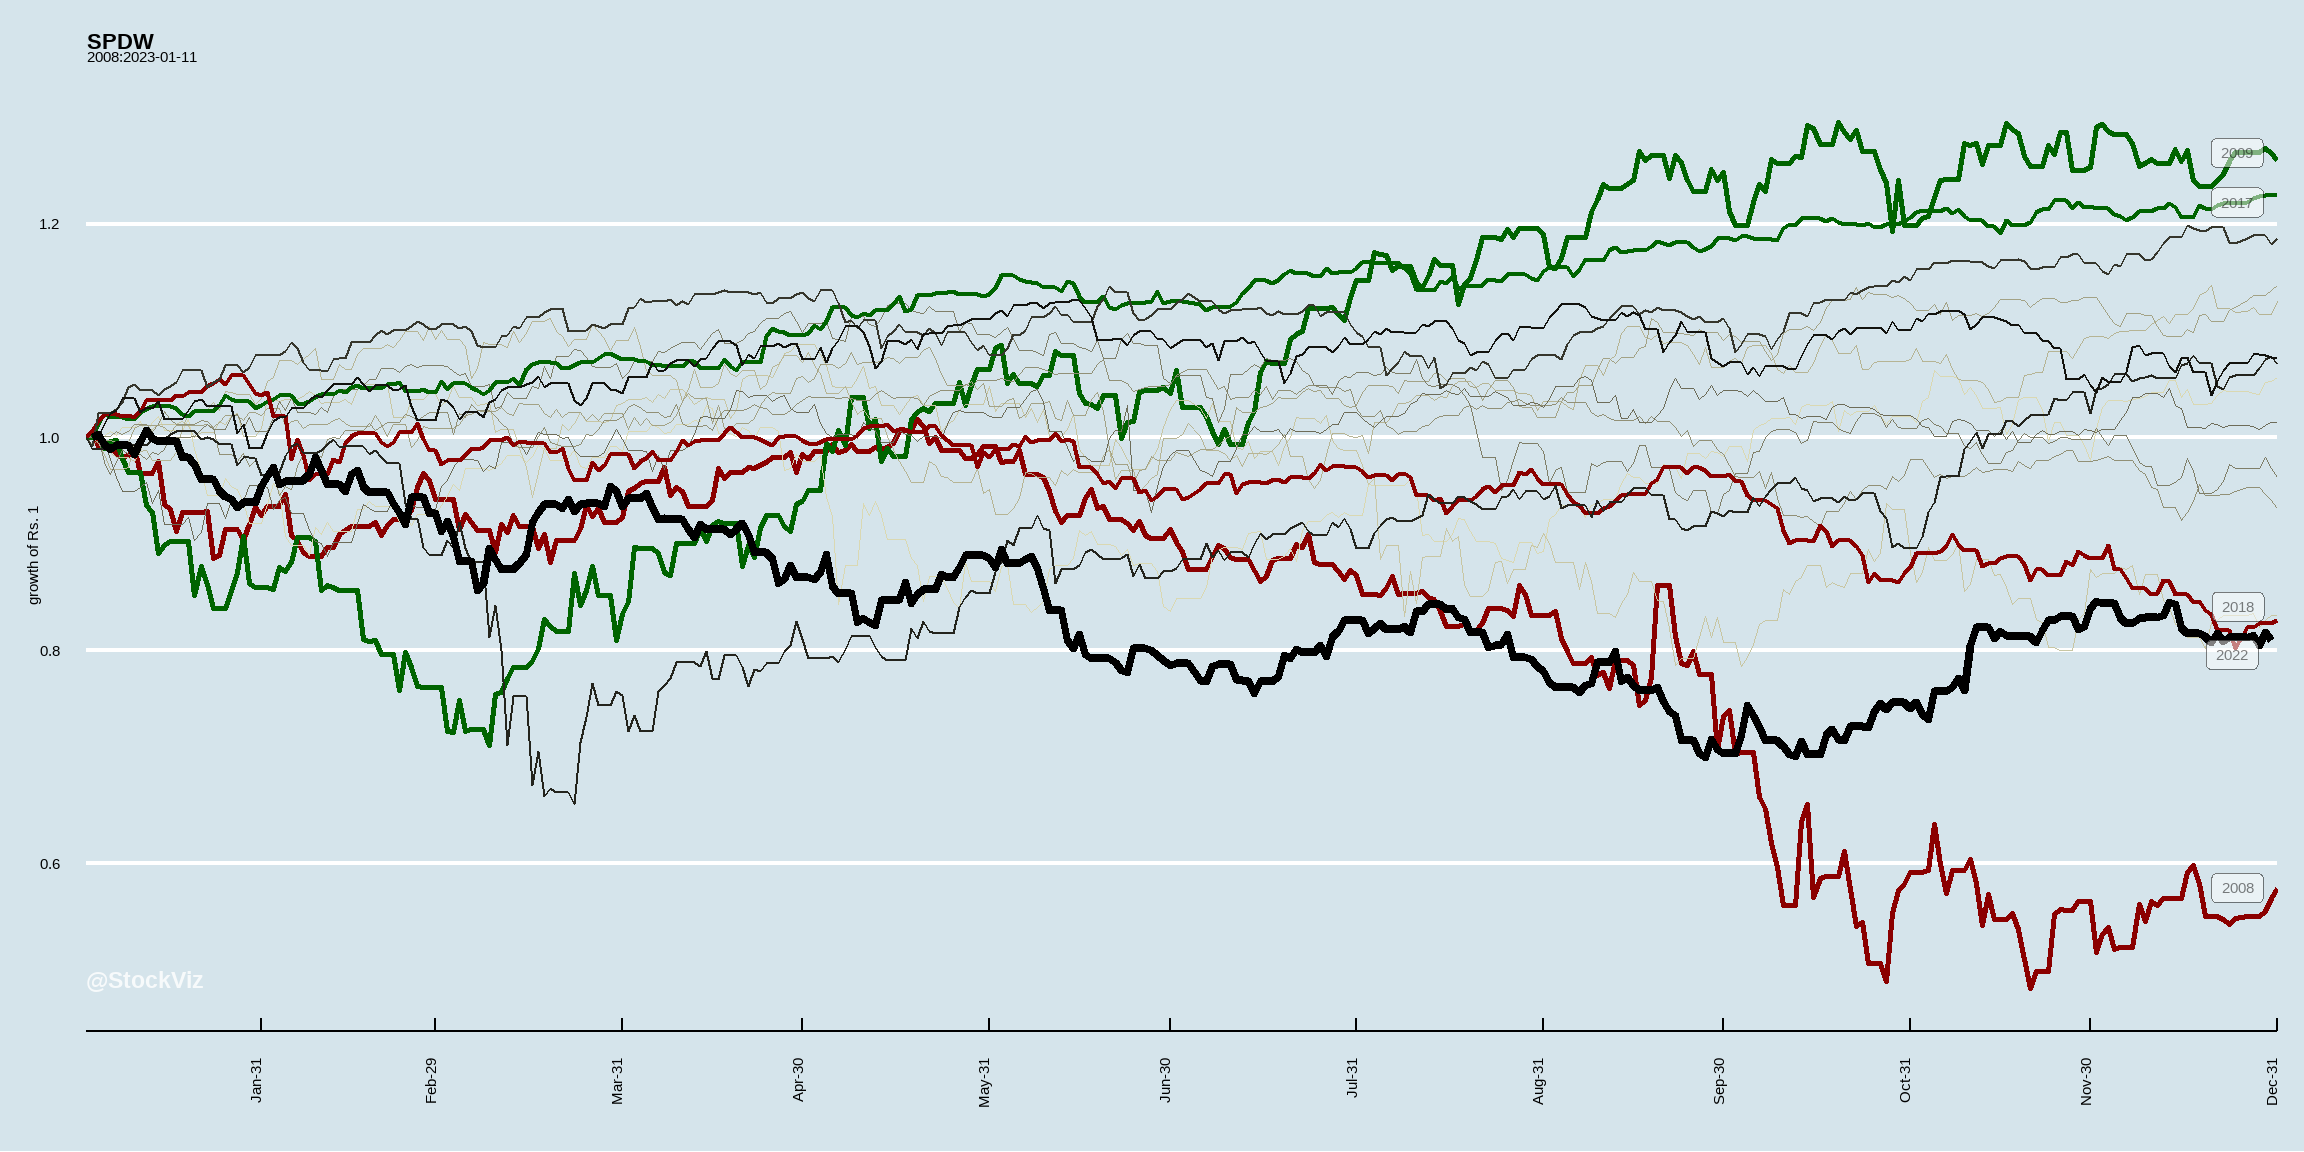 SPDW
2008:2023-01-11
growth of Rs. 1
1.2
1.0
0.8
0.6
2009
2017
2018
2022
2008
@StockViz
Jan-31
Feb-29
Mar-31
Apr-30
May-31
Jun-30
Jul-31
Aug-31
Sep-30
Oct-31
Nov-30
Dec-31